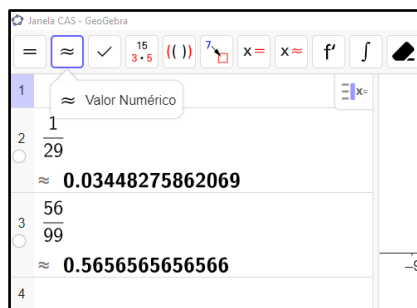 Janela CAS - GeoGebra
= ≈ ✓ 15 3·5 (( )) 7 x= x≈ f' ∫
1
≈ Valor Numérico
x=
2
1
29
≈ 0.03448275862069
3
56
99
≈ 0.5656565656566
4
−9